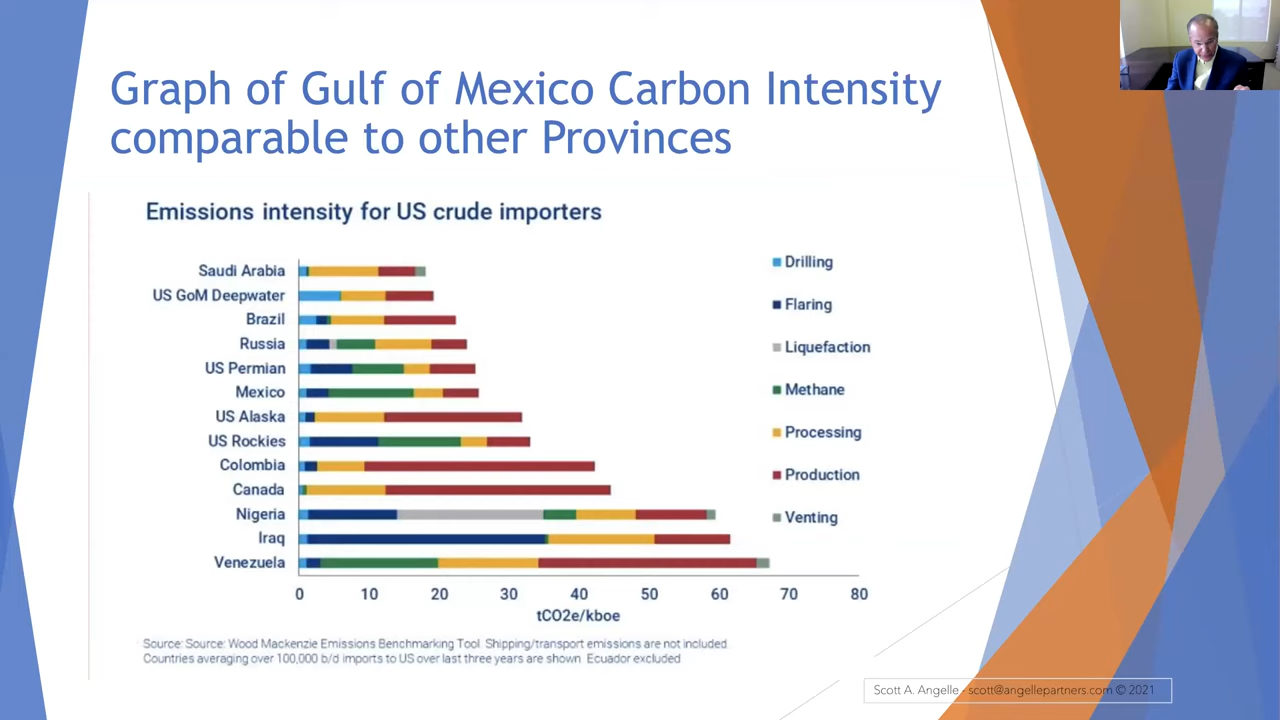 Graph of Gulf of Mexico Carbon Intensity
comparable to other Provinces
Emissions intensity for US crude importers
Saudi Arabia
US GoM Deepwater
Brazil
Russia
US Permian
Mexico
US Alaska
US Rockies
Colombia
Canada
Nigeria
Iraq
Venezuela
0 10 20 30 40 50 60 70 80
tCO2e/kboe
Drilling
Flaring
Liquefaction
Methane
Processing
Production
Venting
Source: Source: Wood Mackenzie Emissions Benchmarking Tool. Shipping/transport emissions are not included.
Countries averaging over 100,000 b/d imports to US over last three years are shown. Ecuador excluded.
Scott A. Angelle - scott@angellepartners.com © 2021